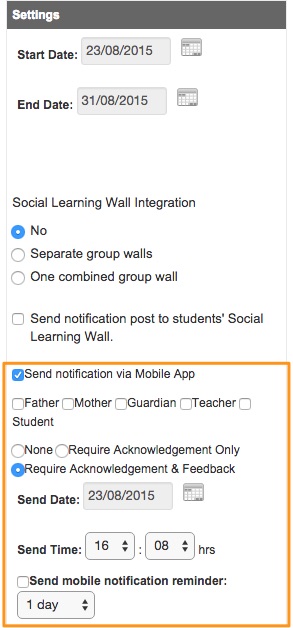 Settings
Start Date: 23/08/2015
End Date: 31/08/2015
Social Learning Wall Integration
No
Separate group walls
One combined group wall
Send notification post to students' Social
Learning Wall.
Send notification via Mobile App
Father Mother Guardian Teacher
Student
None Require Acknowledgement Only
Require Acknowledgement & Feedback
Send Date: 23/08/2015
Send Time: 16 : 08 hrs
Send mobile notification reminder:
1 day